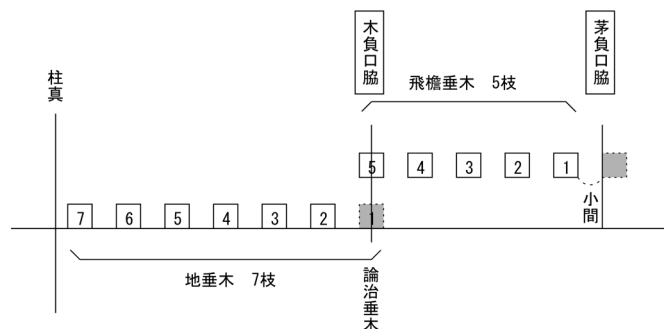 柱真
木負口脇
茅負口脇
飛檐垂木　5枝
5 4 3 2 1
小間
7 6 5 4 3 2 1
地垂木　7枝
論治垂木